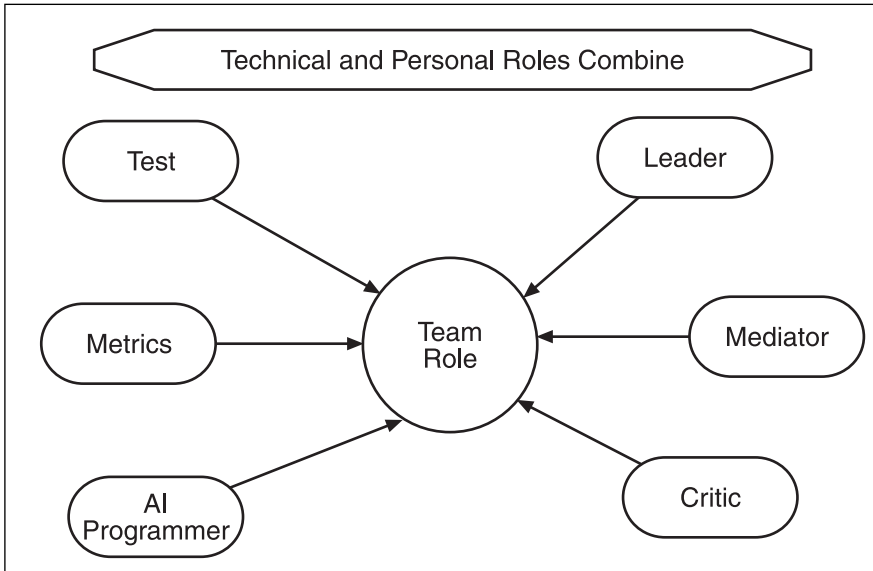 Technical and Personal Roles Combine
Test
Leader
Metrics
Team
Role
Mediator
AI
Programmer
Critic